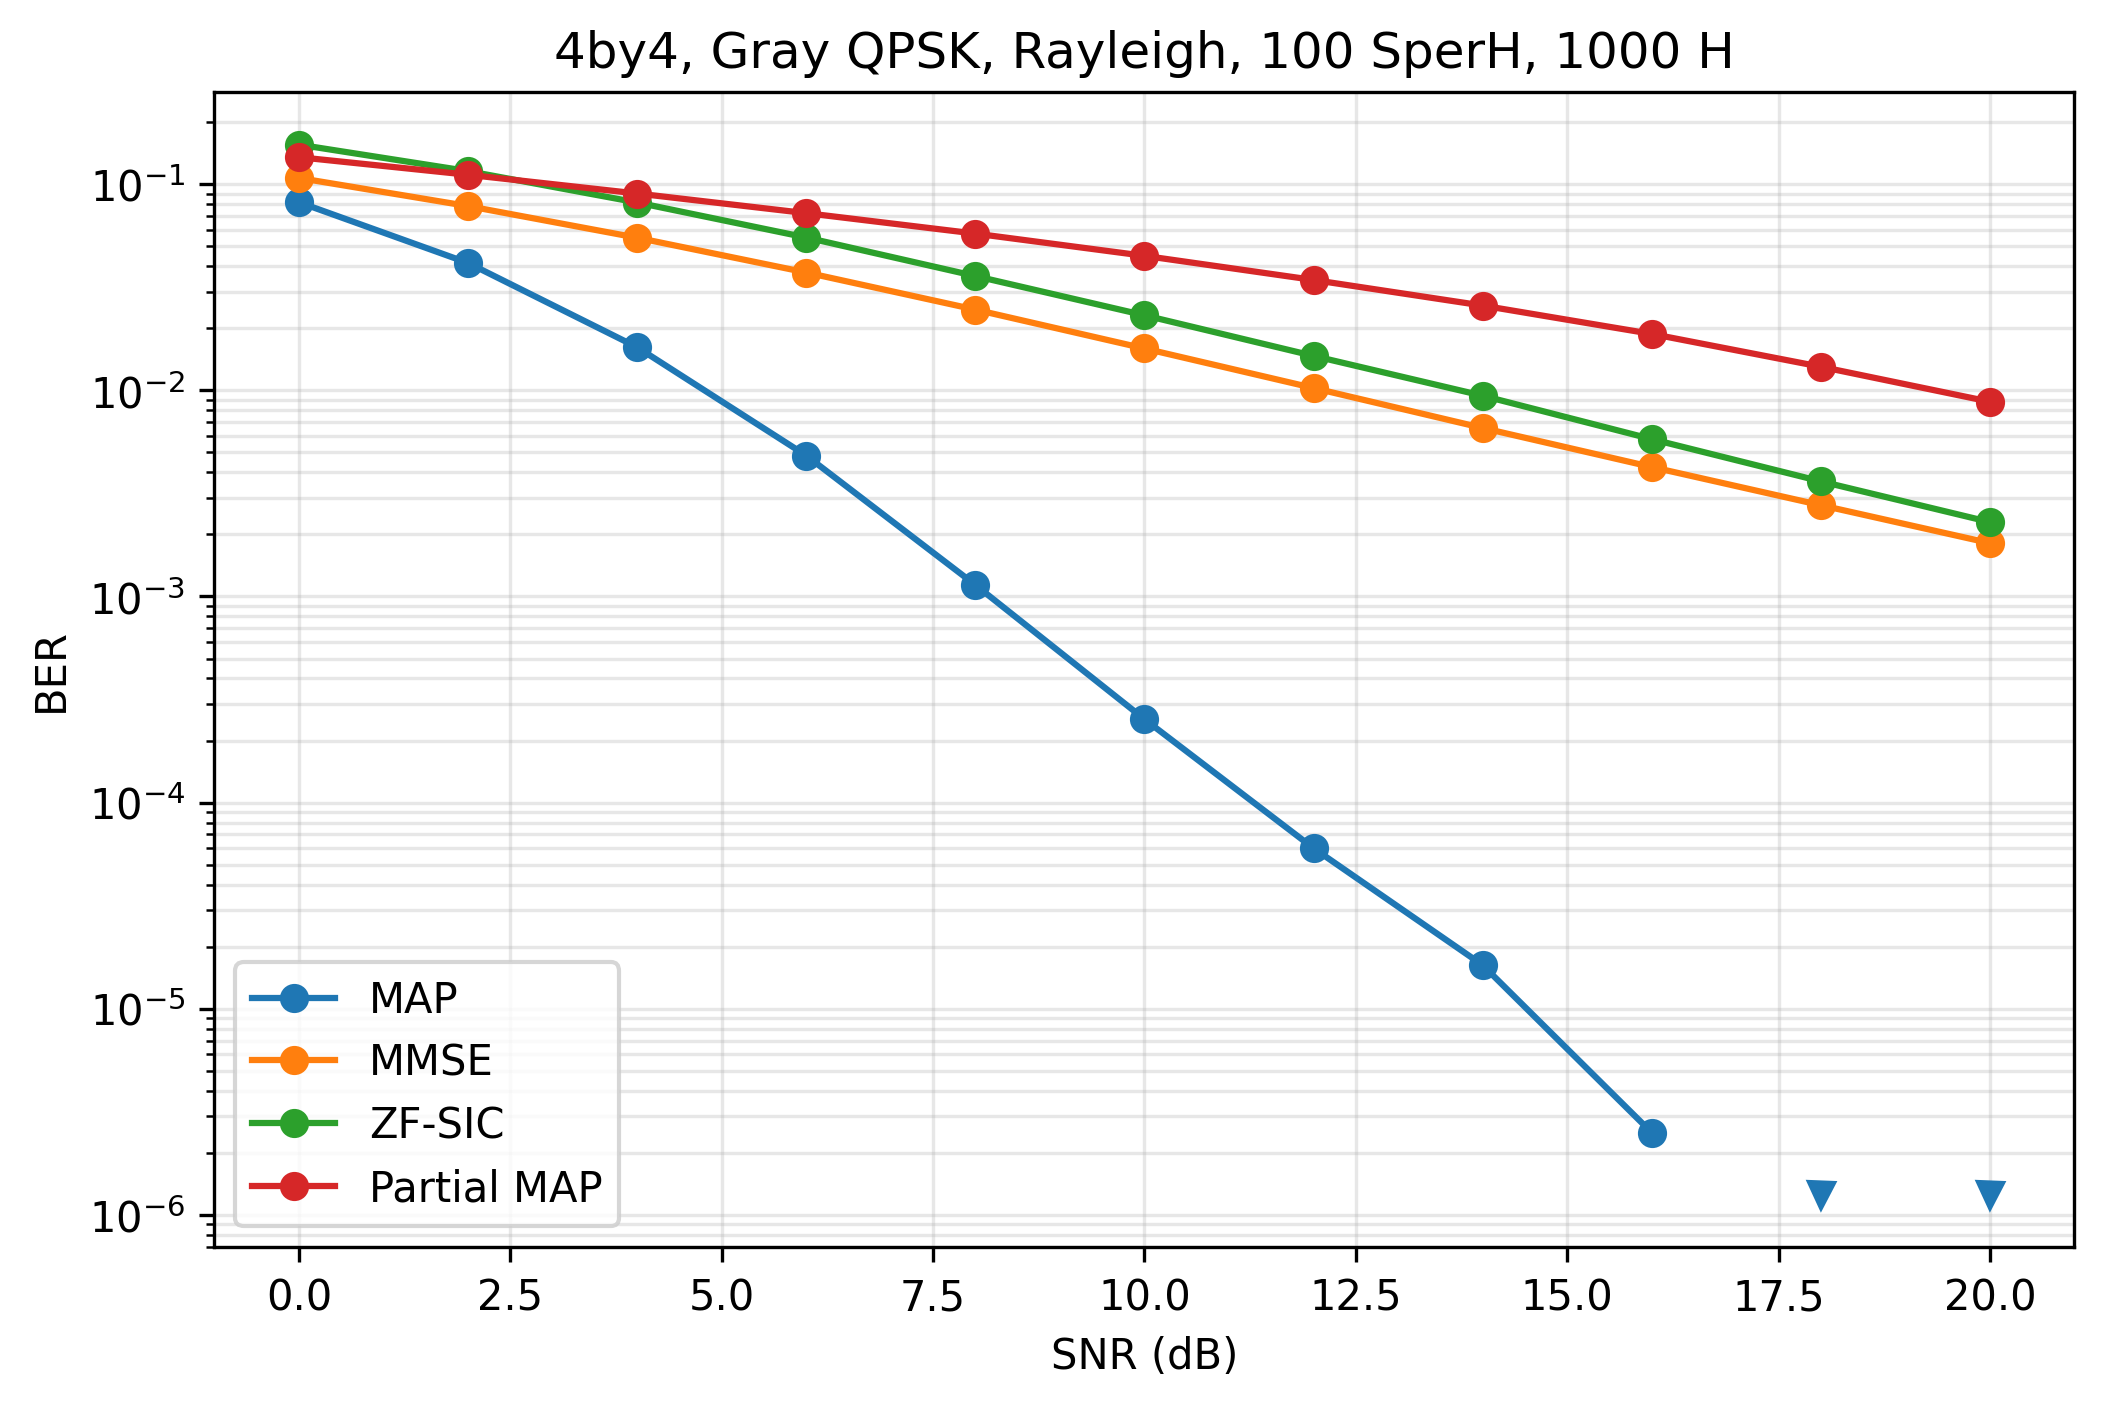 4by4, Gray QPSK, Rayleigh, 100 SperH, 1000 H
BER
10⁻¹
10⁻²
10⁻³
10⁻⁴
10⁻⁵
10⁻⁶
MAP
MMSE
ZF-SIC
Partial MAP
0.0 2.5 5.0 7.5 10.0 12.5 15.0 17.5 20.0
SNR (dB)